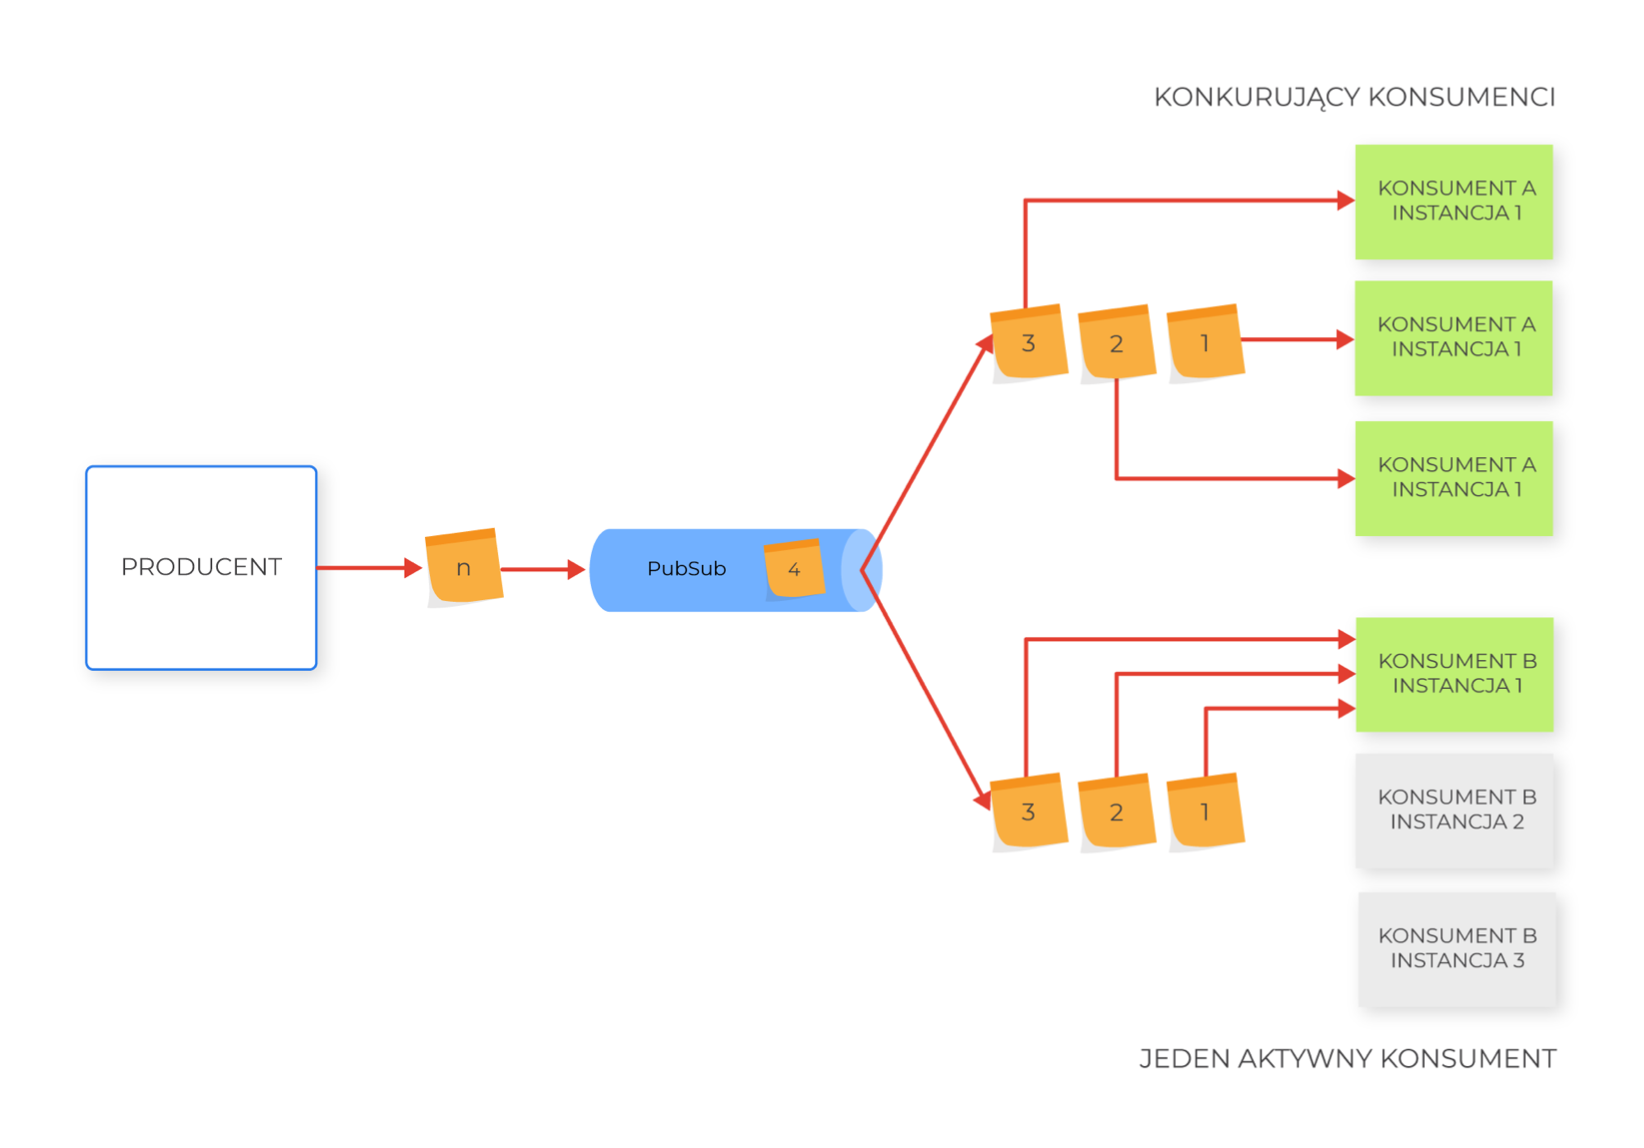 KONKURUJĄCY KONSUMENCI
KONSUMENT A
INSTANCJA 1
3
2
1
KONSUMENT A
INSTANCJA 1
KONSUMENT A
INSTANCJA 1
PRODUCENT
n
PubSub
4
KONSUMENT B
INSTANCJA 1
3
2
1
KONSUMENT B
INSTANCJA 2
KONSUMENT B
INSTANCJA 3
JEDEN AKTYWNY KONSUMENT